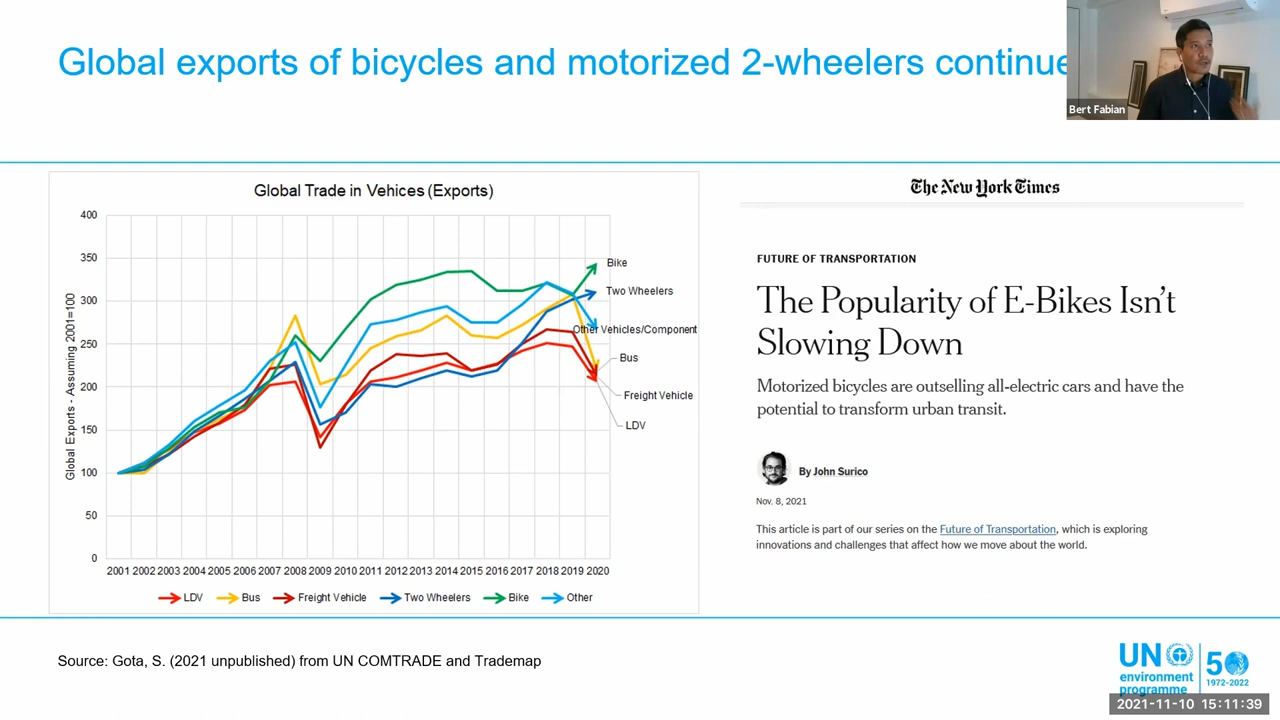 Global exports of bicycles and motorized 2-wheelers continue
Bert Fabian
Global Trade in Vehices (Exports)
Global Exports - Assuming 2001=100
400
350
300
250
200
150
100
50
0
2001 2002 2003 2004 2005 2006 2007 2008 2009 2010 2011 2012 2013 2014 2015 2016 2017 2018 2019 2020
Bike
Two Wheelers
Other Vehicles/Component
Bus
Freight Vehicle
LDV
LDV Bus Freight Vehicle Two Wheelers Bike Other
The New York Times
FUTURE OF TRANSPORTATION
The Popularity of E-Bikes Isn't
Slowing Down
Motorized bicycles are outselling all-electric cars and have the
potential to transform urban transit.
By John Surico
Nov. 8, 2021
This article is part of our series on the Future of Transportation, which is exploring
innovations and challenges that affect how we move about the world.
Source: Gota, S. (2021 unpublished) from UN COMTRADE and Trademap
UN
environment
programme
50
1972-2022
2021-11-10 15:11:39